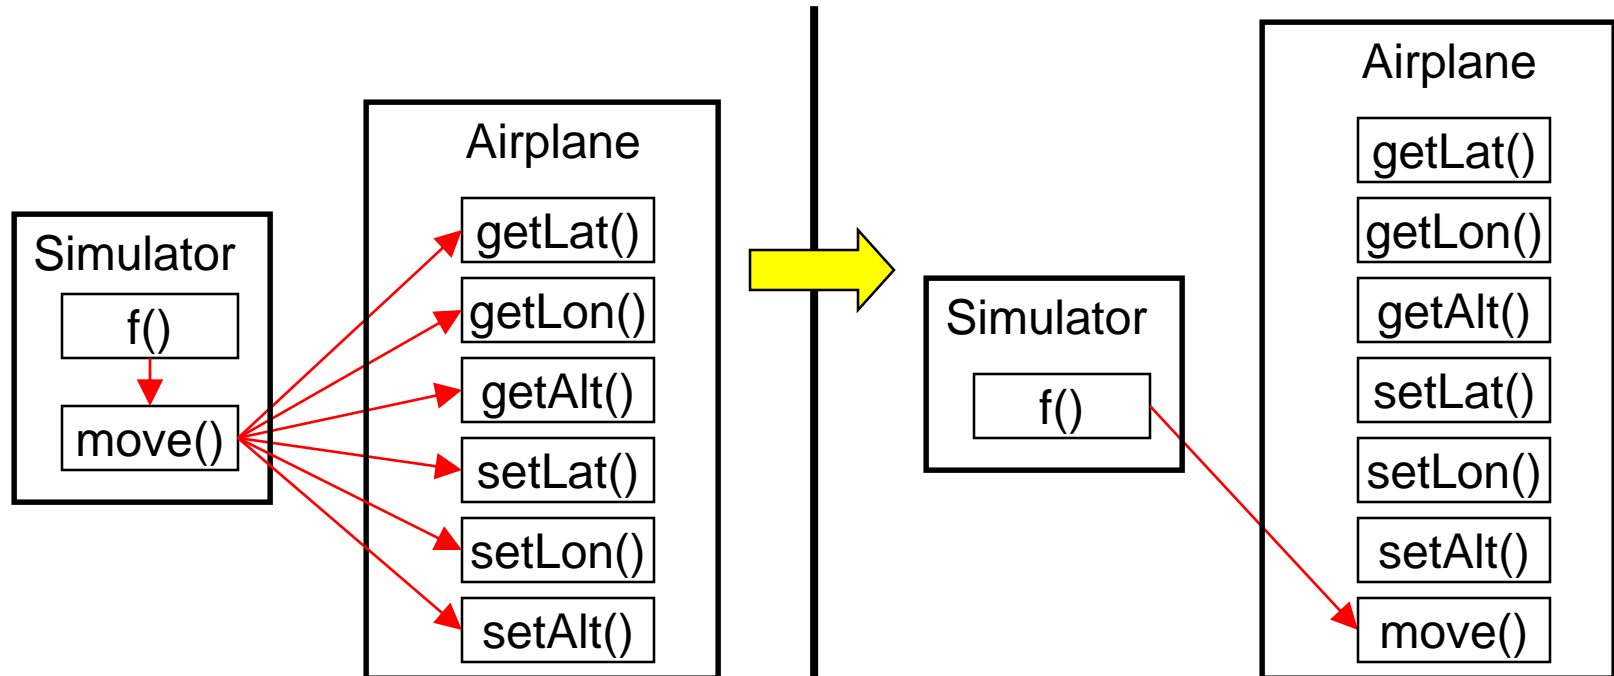 Simulator
f()
move()
Airplane
getLat()
getLon()
getAlt()
setLat()
setLon()
setAlt()
Simulator
f()
Airplane
getLat()
getLon()
getAlt()
setLat()
setLon()
setAlt()
move()